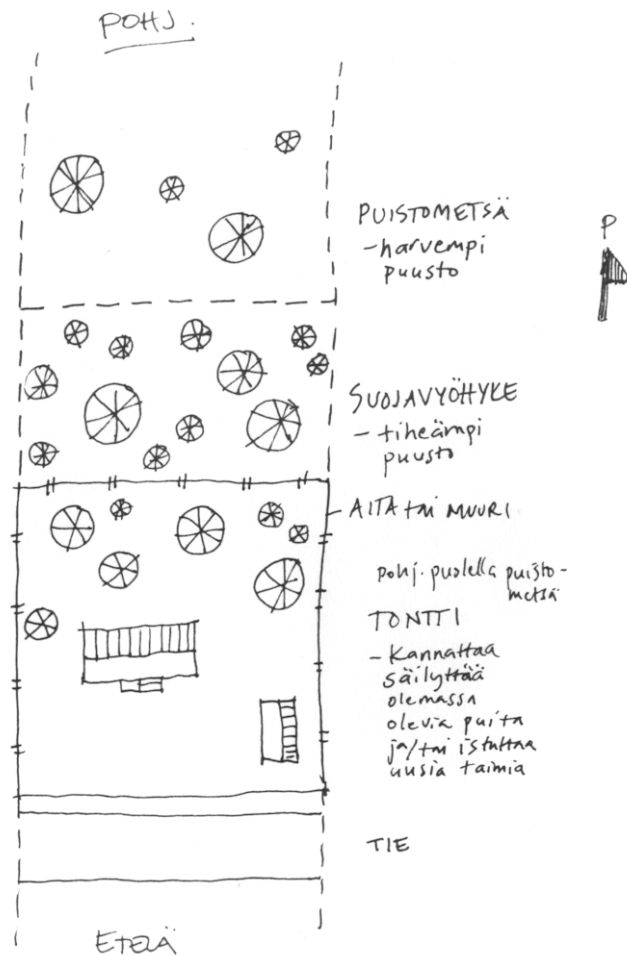 POHJ.
PUISTOMETSÄ
- harvempi
puusto
P
SUOJAVYÖHYKE
- tiheämpi
puusto
AITA tai MUURI
pohj. puolella puisto-
metsä
TONTTI
- Kannattaa
säilyttää
olemassa
olevia puita
ja/tai istuttaa
uusia taimia
TIE
ETELÄ